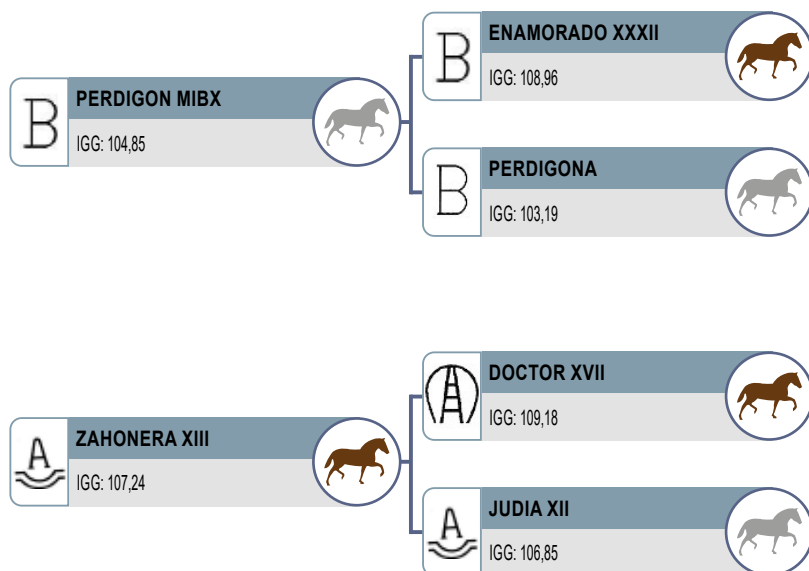 B
ENAMORADO XXXII
IGG: 108,96
B
PERDIGON MIBX
IGG: 104,85
B
PERDIGONA
IGG: 103,19
A
DOCTOR XVII
IGG: 109,18
A
ZAHONERA XIII
IGG: 107,24
A
JUDIA XII
IGG: 106,85